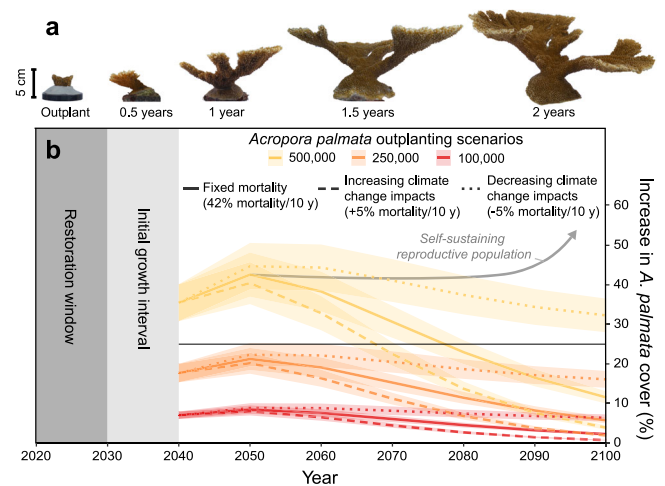 a
5 cm
Outplant
0.5 years
1 year
1.5 years
2 years
b
Acropora palmata outplanting scenarios
500,000
250,000
100,000
Fixed mortality
(42% mortality/10 y)
Increasing climate
change impacts
(+5% mortality/10 y)
Decreasing climate
change impacts
(-5% mortality/10 y)
Self-sustaining
reproductive population
Restoration window
Initial growth interval
60
50
40
30
20
10
0
Increase in A. palmata cover (%)
2020
2030
2040
2050
2060
2070
2080
2090
2100
Year